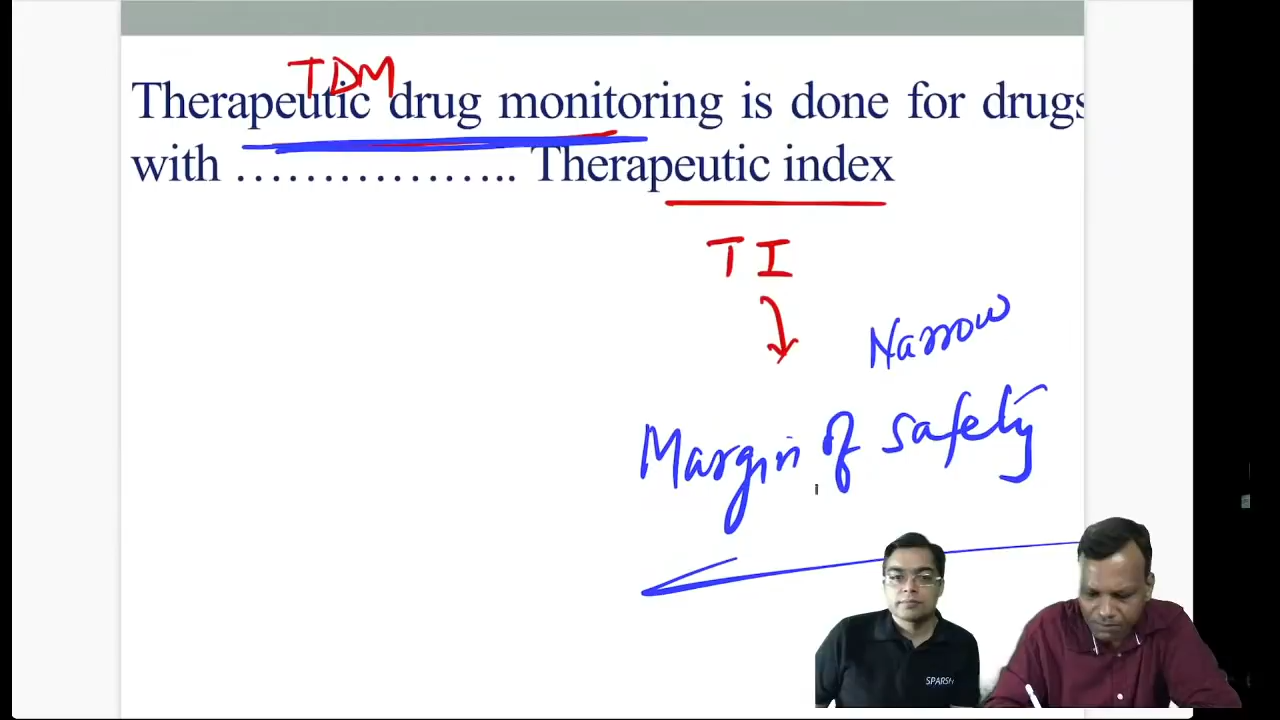 TDM
Therapeutic drug monitoring is done for drugs
with ……………….. Therapeutic index
TI
Narrow
Margin of safety
SPARSH